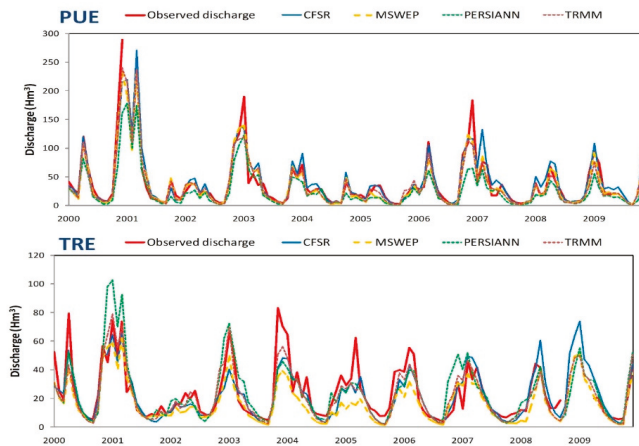 PUE
Observed discharge CFSR MSWEP PERSIANN TRMM
Discharge (Hm³)
300
250
200
150
100
50
0
2000 2001 2002 2003 2004 2005 2006 2007 2008 2009
TRE
Observed discharge CFSR MSWEP PERSIANN TRMM
Discharge (Hm³)
120
100
80
60
40
20
0
2000 2001 2002 2003 2004 2005 2006 2007 2008 2009